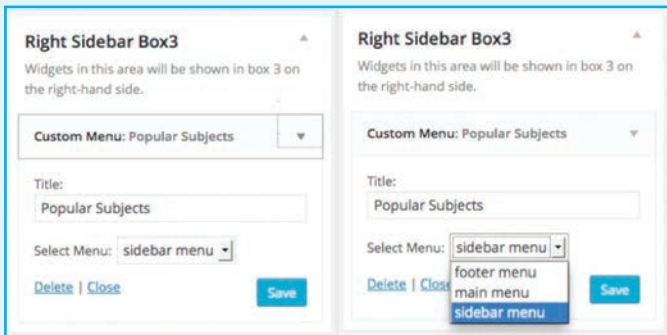 Right Sidebar Box3
Widgets in this area will be shown in box 3 on
the right-hand side.
Custom Menu: Popular Subjects
Title:
Popular Subjects
Select Menu: sidebar menu
Delete | Close
Save
Right Sidebar Box3
Widgets in this area will be shown in box 3 on
the right-hand side.
Custom Menu: Popular Subjects
Title:
Popular Subjects
Select Menu: sidebar menu
footer menu
main menu
sidebar menu
Delete | Clos
Save